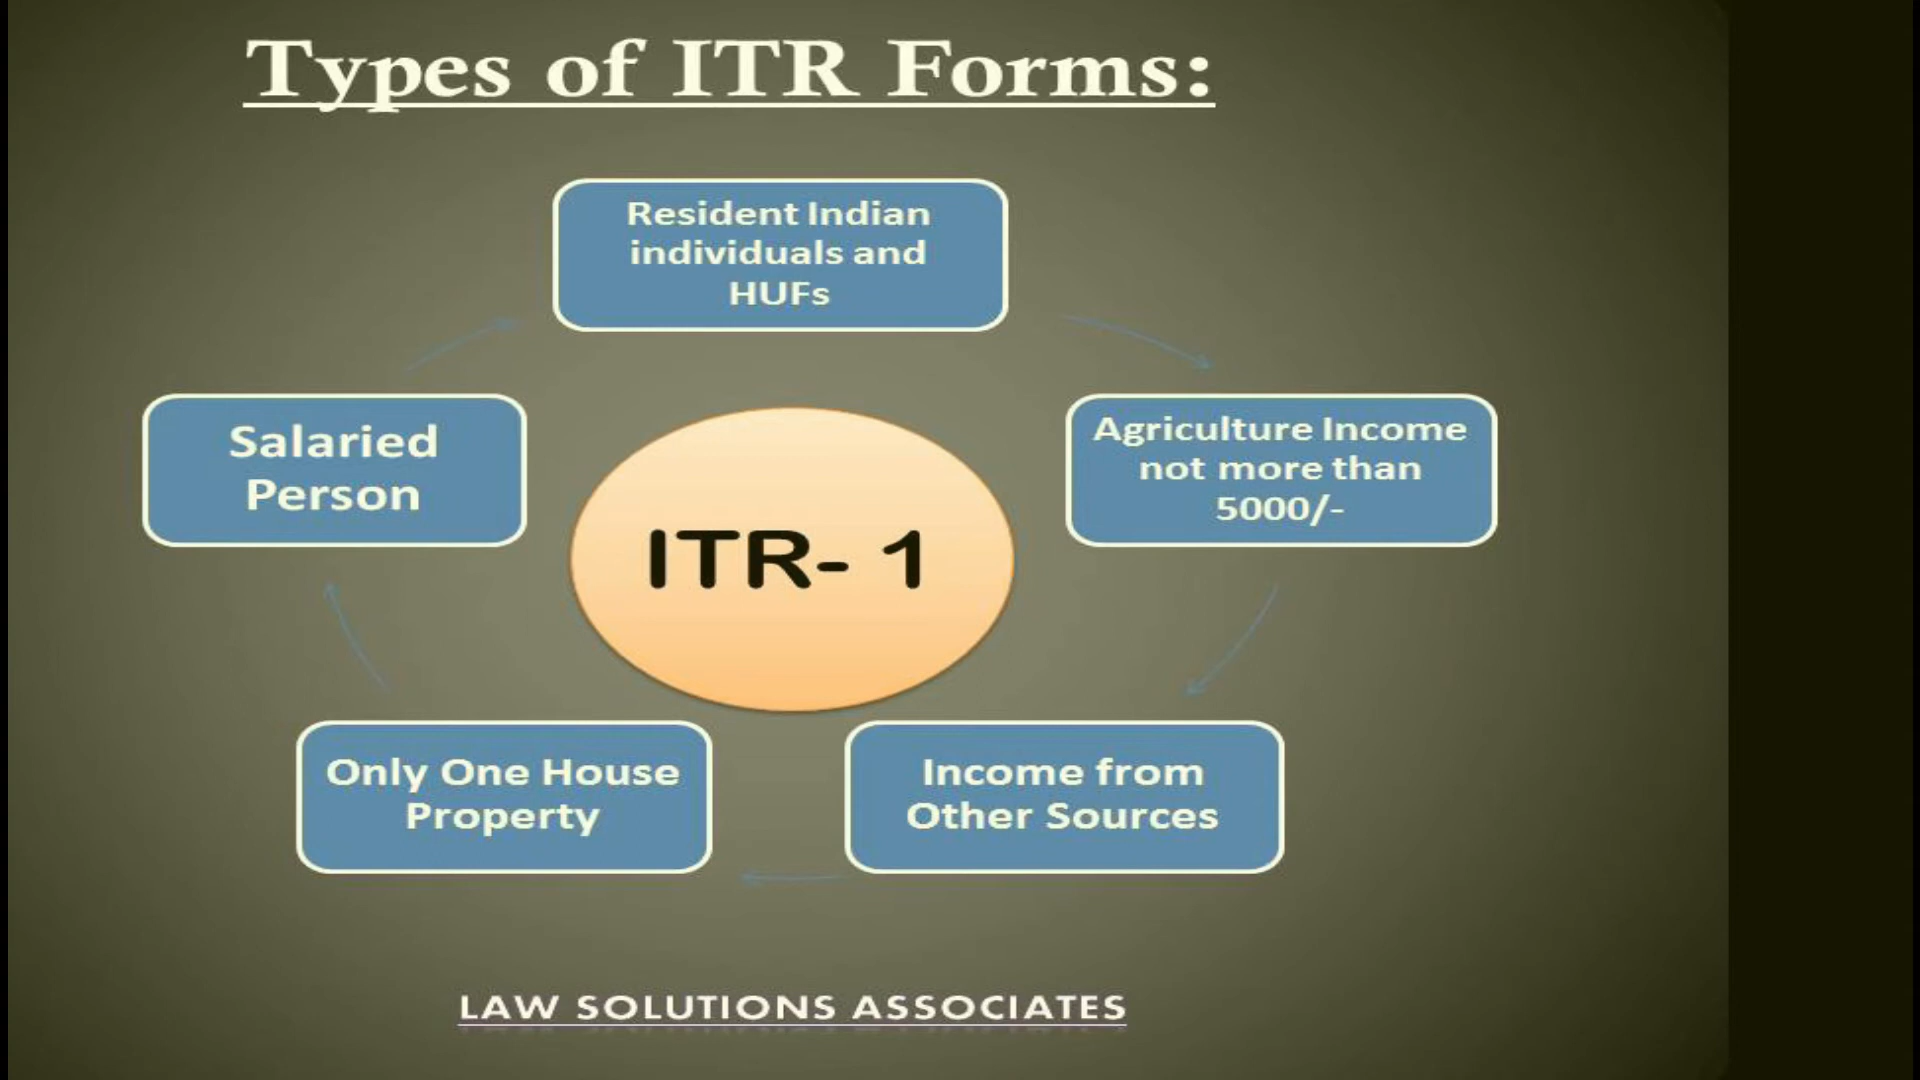 Types of ITR Forms:
Resident Indian
individuals and
HUFs
Salaried
Person
Agriculture Income
not more than
5000/-
ITR- 1
Only One House
Property
Income from
Other Sources
LAW SOLUTIONS ASSOCIATES